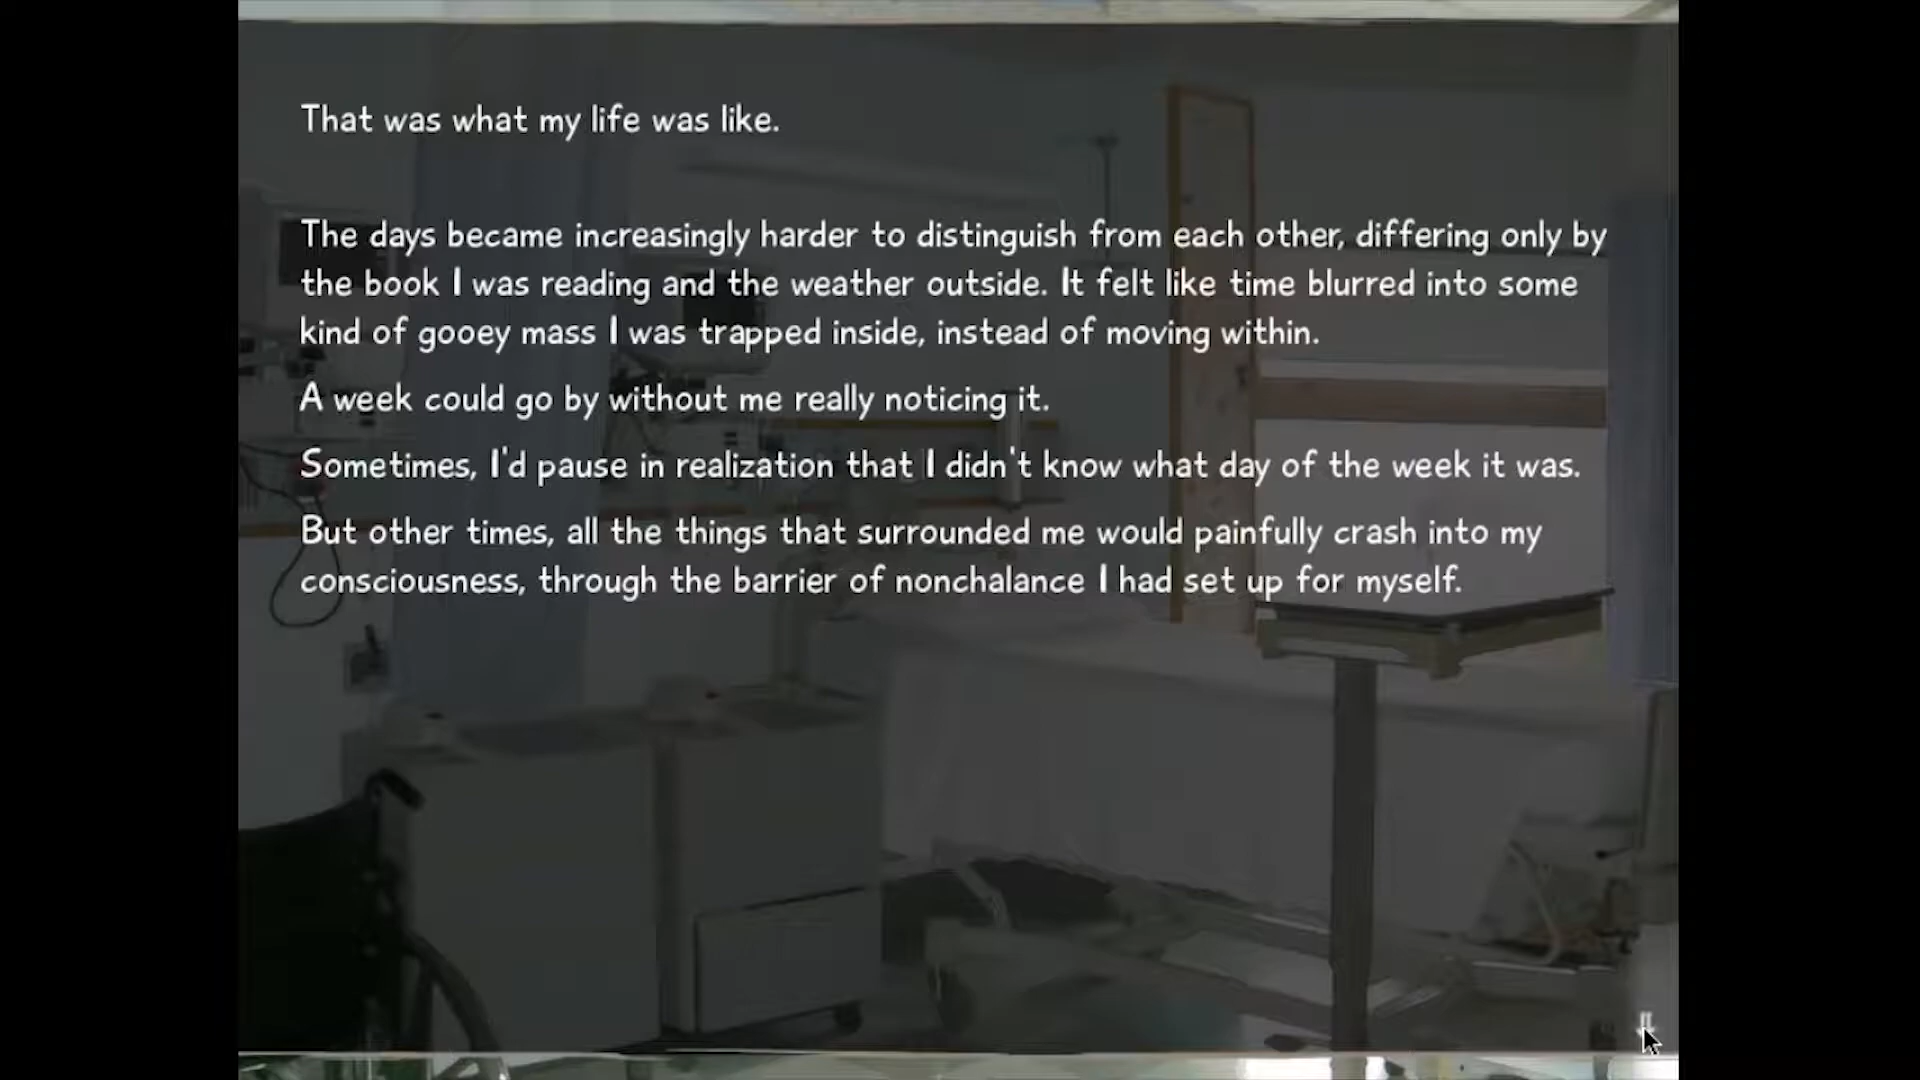 That was what my life was like.
The days became increasingly harder to distinguish from each other, differing only by
the book I was reading and the weather outside. It felt like time blurred into some
kind of gooey mass I was trapped inside, instead of moving within.
A week could go by without me really noticing it.
Sometimes, I'd pause in realization that I didn't know what day of the week it was.
But other times, all the things that surrounded me would painfully crash into my
consciousness, through the barrier of nonchalance I had set up for myself.